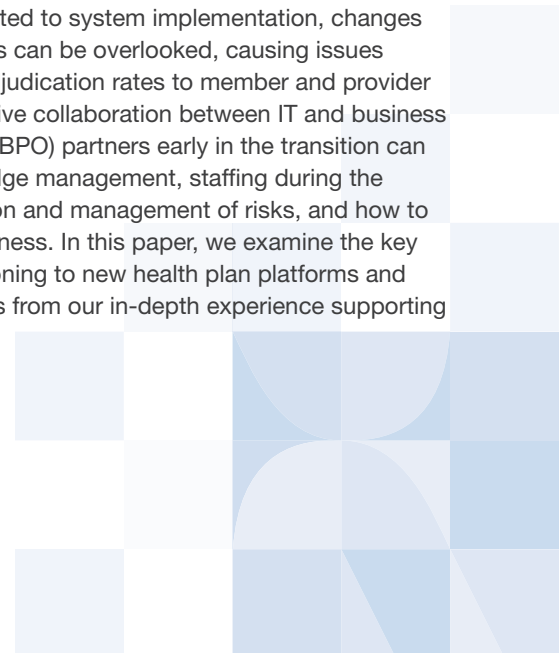 ted to system implementation, changes
s can be overlooked, causing issues
judication rates to member and provider
ive collaboration between IT and business
BPO) partners early in the transition can
lge management, staffing during the
on and management of risks, and how to
ness. In this paper, we examine the key
oning to new health plan platforms and
s from our in-depth experience supporting